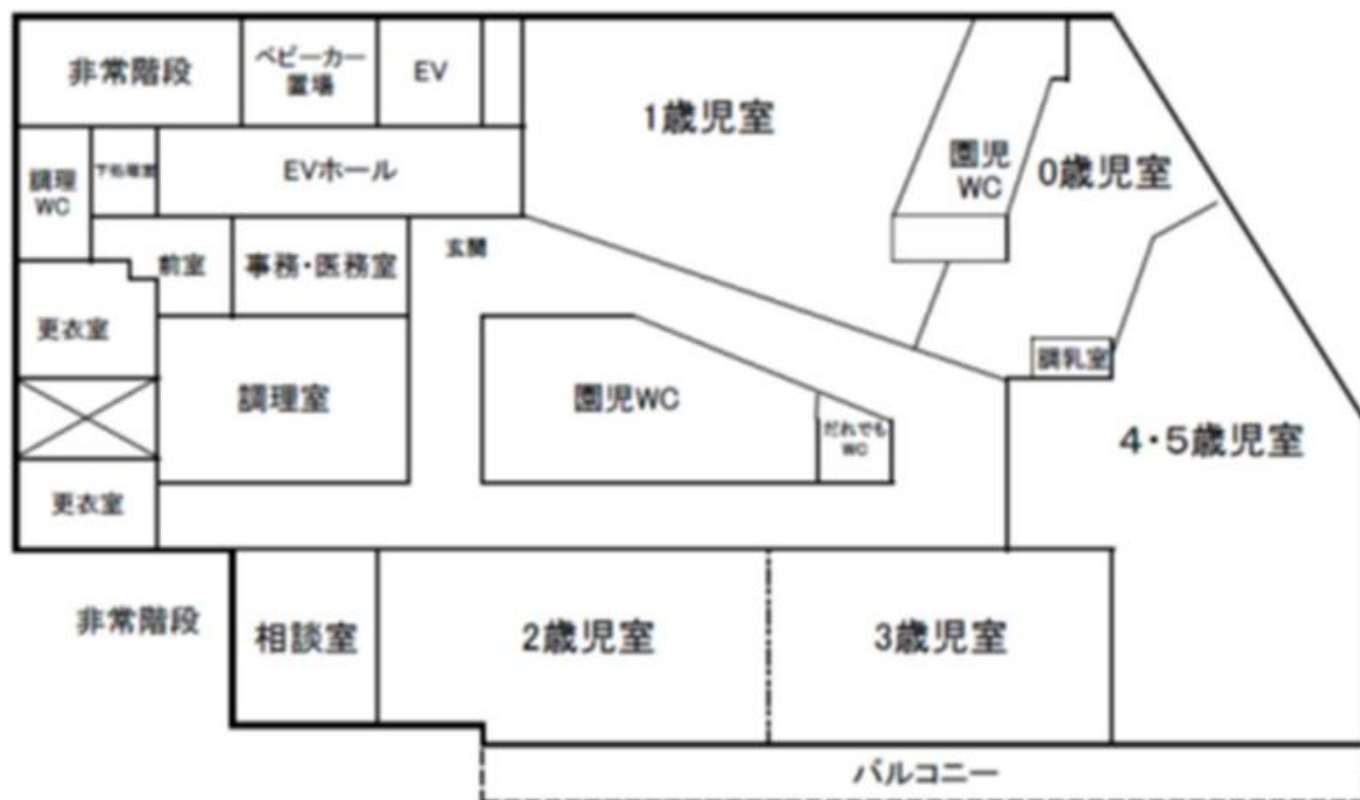 非常階段
ベビーカー
置場
EV
1歳児室
園児
WC
0歳児室
調理
WC
下処理室
EVホール
前室
事務・医務室
玄関
更衣室
調理室
園児WC
だれでも
WC
調乳室
4・5歳児室
更衣室
非常階段
相談室
2歳児室
3歳児室
バルコニー